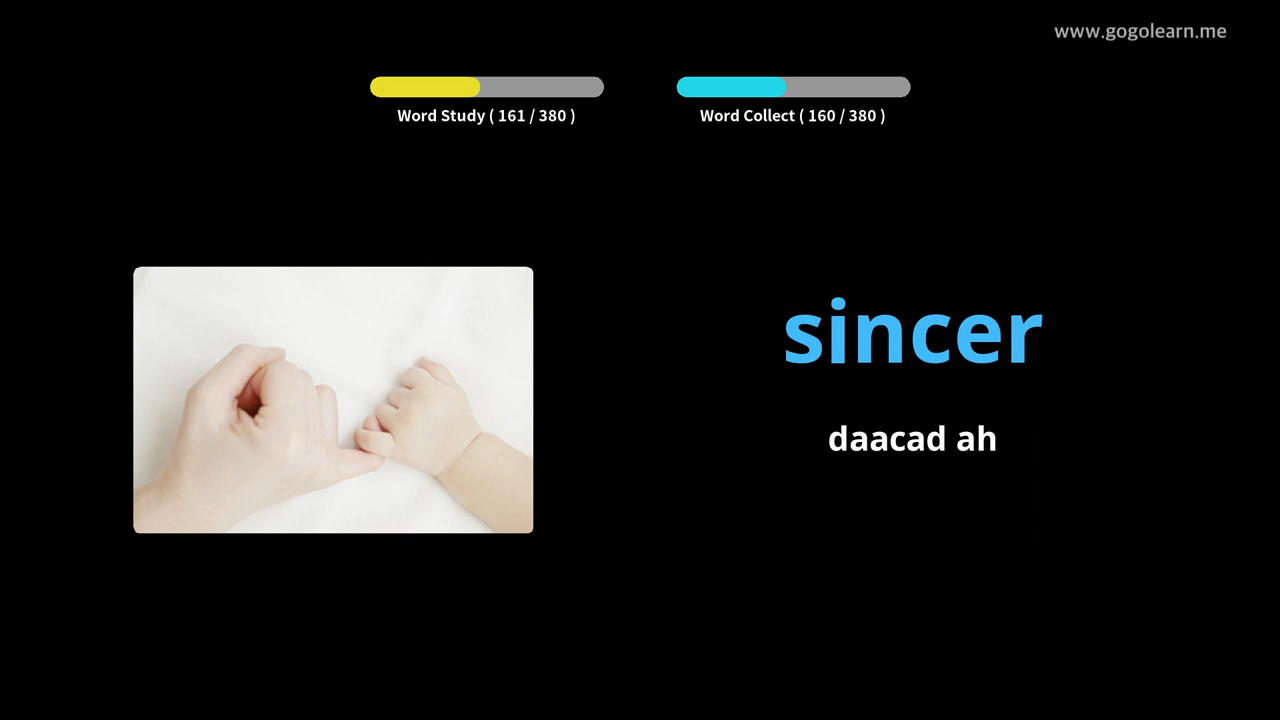 www.gogolearn.me
Word Study ( 161 / 380 )
Word Collect ( 160 / 380 )
sincer
daacad ah